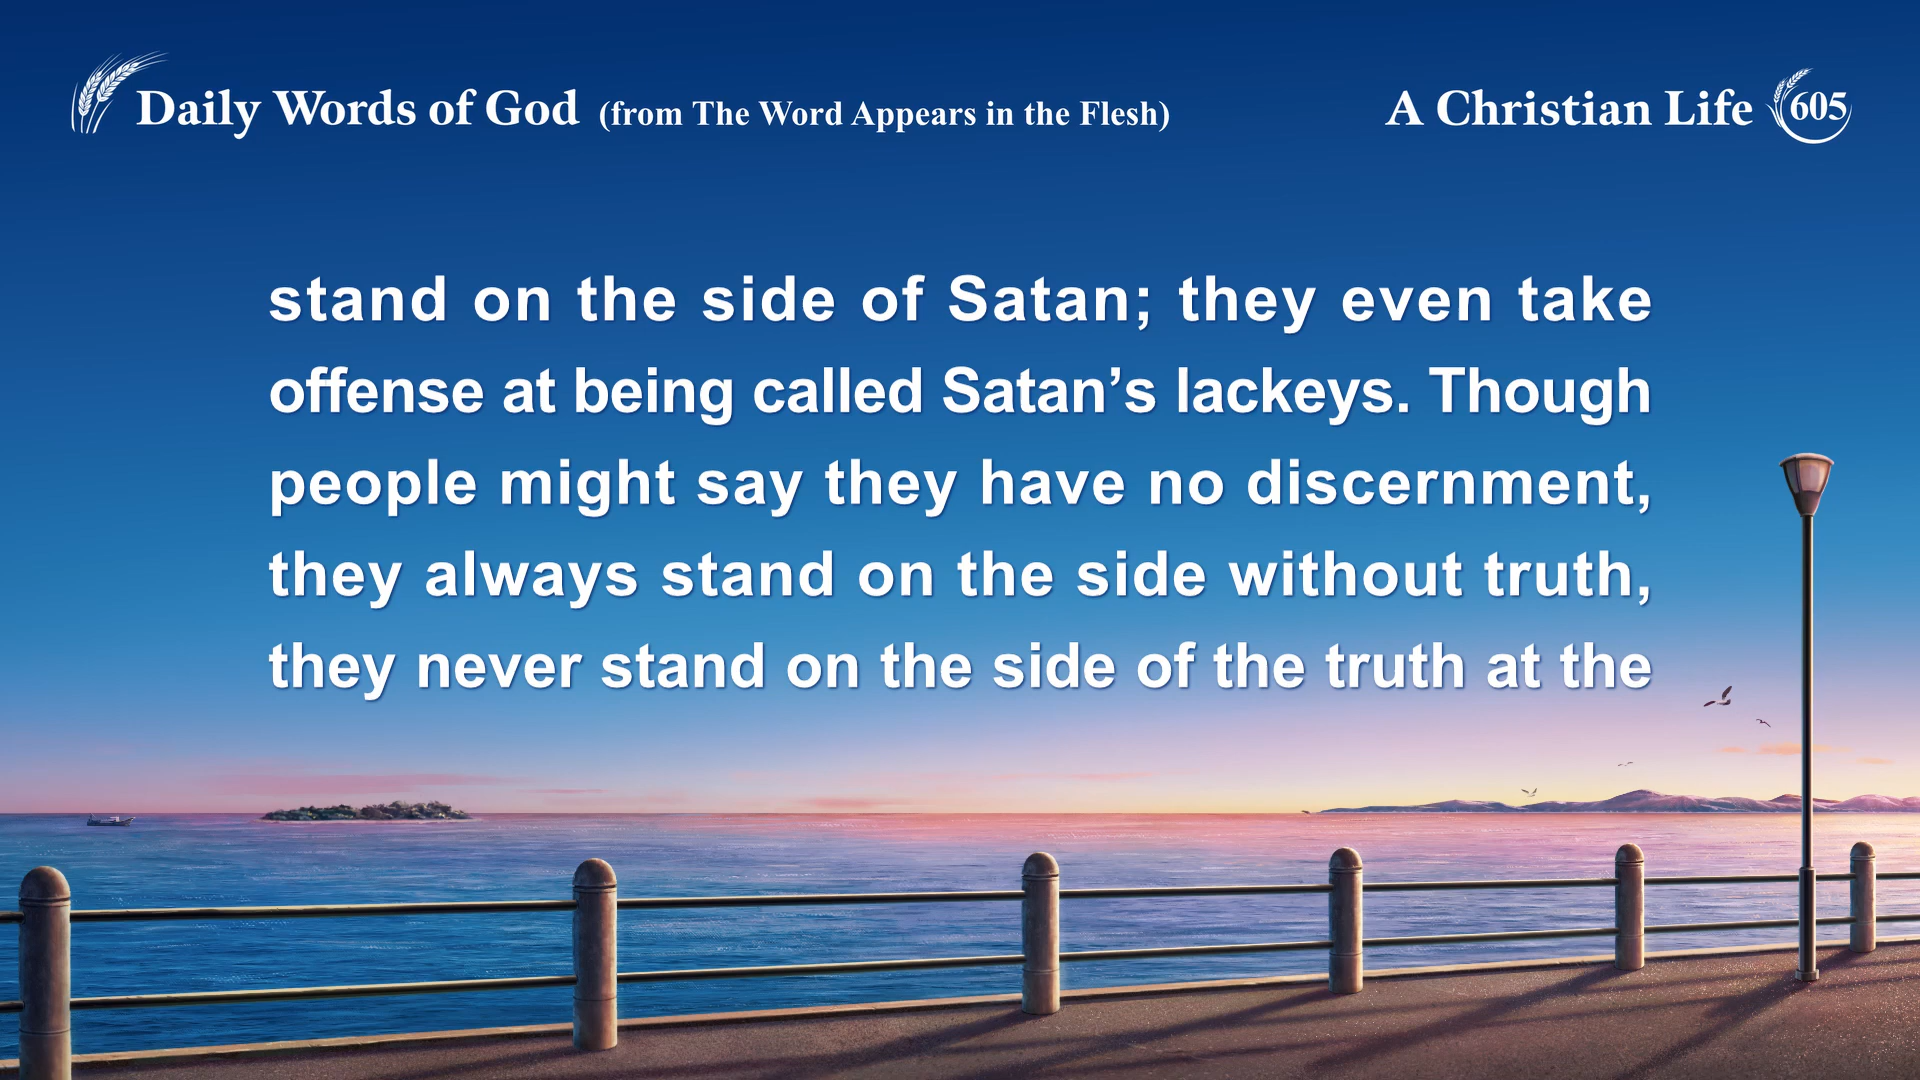 Daily Words of God (from The Word Appears in the Flesh)
A Christian Life 605
stand on the side of Satan; they even take
offense at being called Satan’s lackeys. Though
people might say they have no discernment,
they always stand on the side without truth,
they never stand on the side of the truth at the